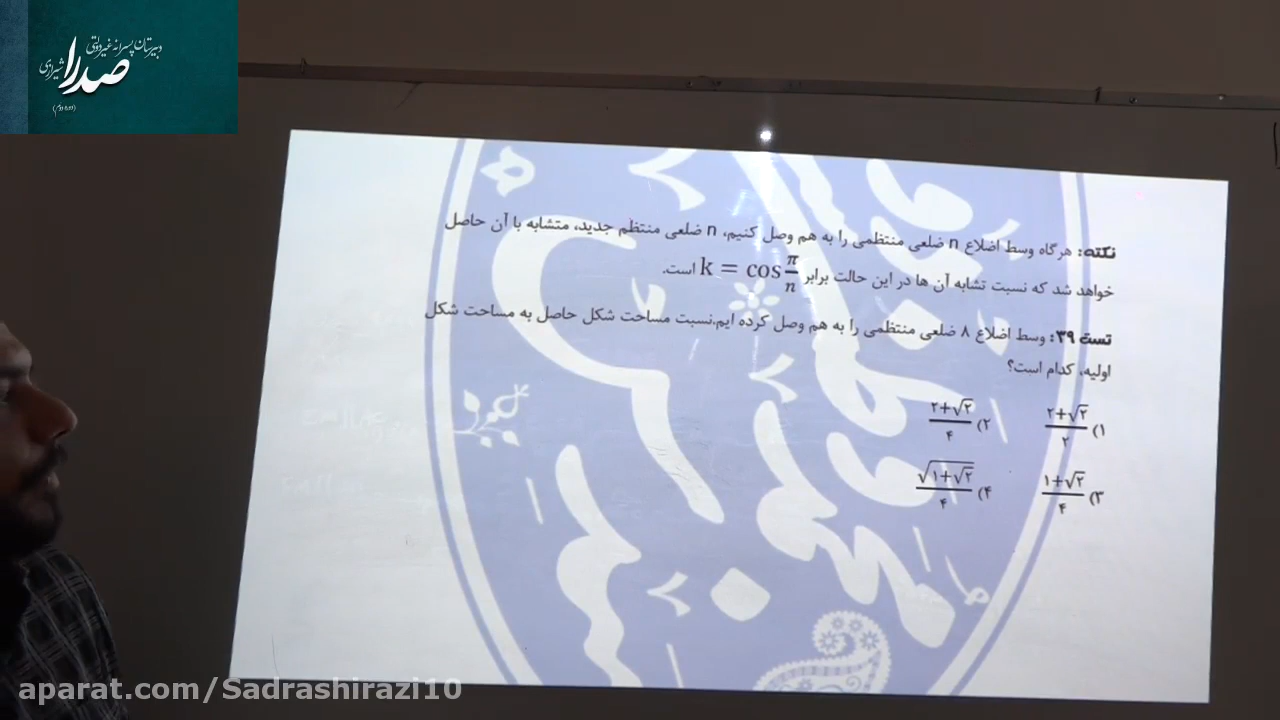 دبیرستان پسرانه غیردولتی
صدرا شیرازی
(دوره دوم)
نکته: هرگاه وسط اضلاع n ضلعی منتظمی را به هم وصل کنیم، n ضلعی منتظم جدید، متشابه با آن حاصل
خواهد شد که نسبت تشابه آن ها در این حالت برابر k = cos π/n است.
تست ۳۹: وسط اضلاع ۸ ضلعی منتظمی را به هم وصل کرده ایم.نسبت مساحت شکل حاصل به مساحت شکل
اولیه، کدام است؟
۱) (۲+√۲)/۲ ۲) (۲+√۲)/۴
۳) (۱+√۲)/۴ ۴) √(۱+√۲)/۴
aparat.com/Sadrashirazi10